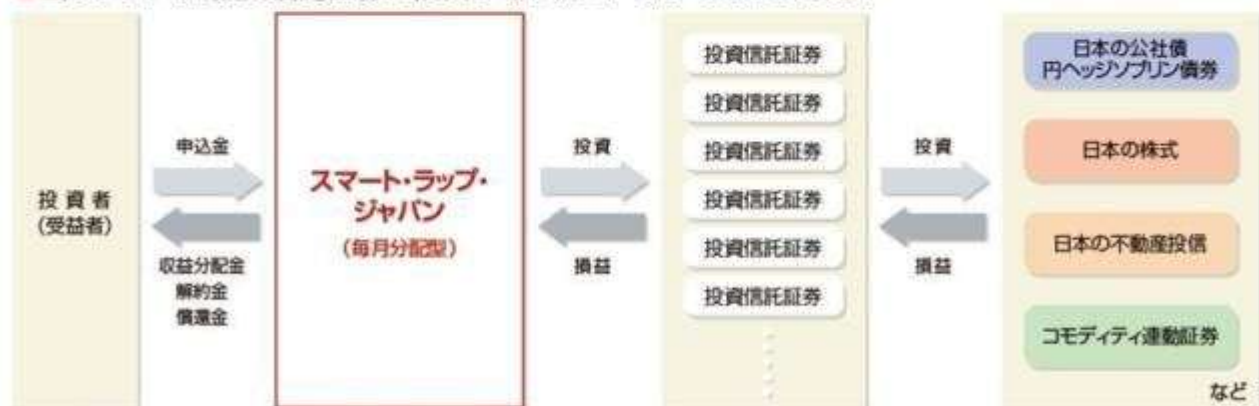 投資者
(受益者)
申込金
収益分配金
解約金
償還金
スマート・ラップ・
ジャパン
(毎月分配型)
投資
損益
投資信託証券
投資信託証券
投資信託証券
投資信託証券
投資信託証券
投資信託証券
投資
損益
日本の公社債
円ヘッジソブリン債券
日本の株式
日本の不動産投信
コモディティ連動証券
など